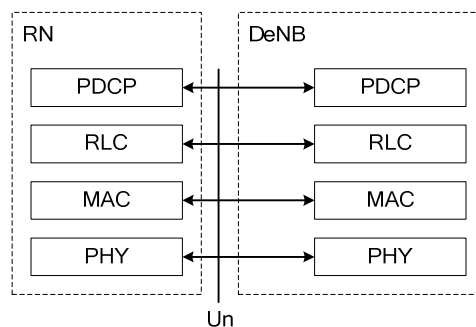 RN DeNB
PDCP PDCP
RLC RLC
MAC MAC
PHY PHY
Un